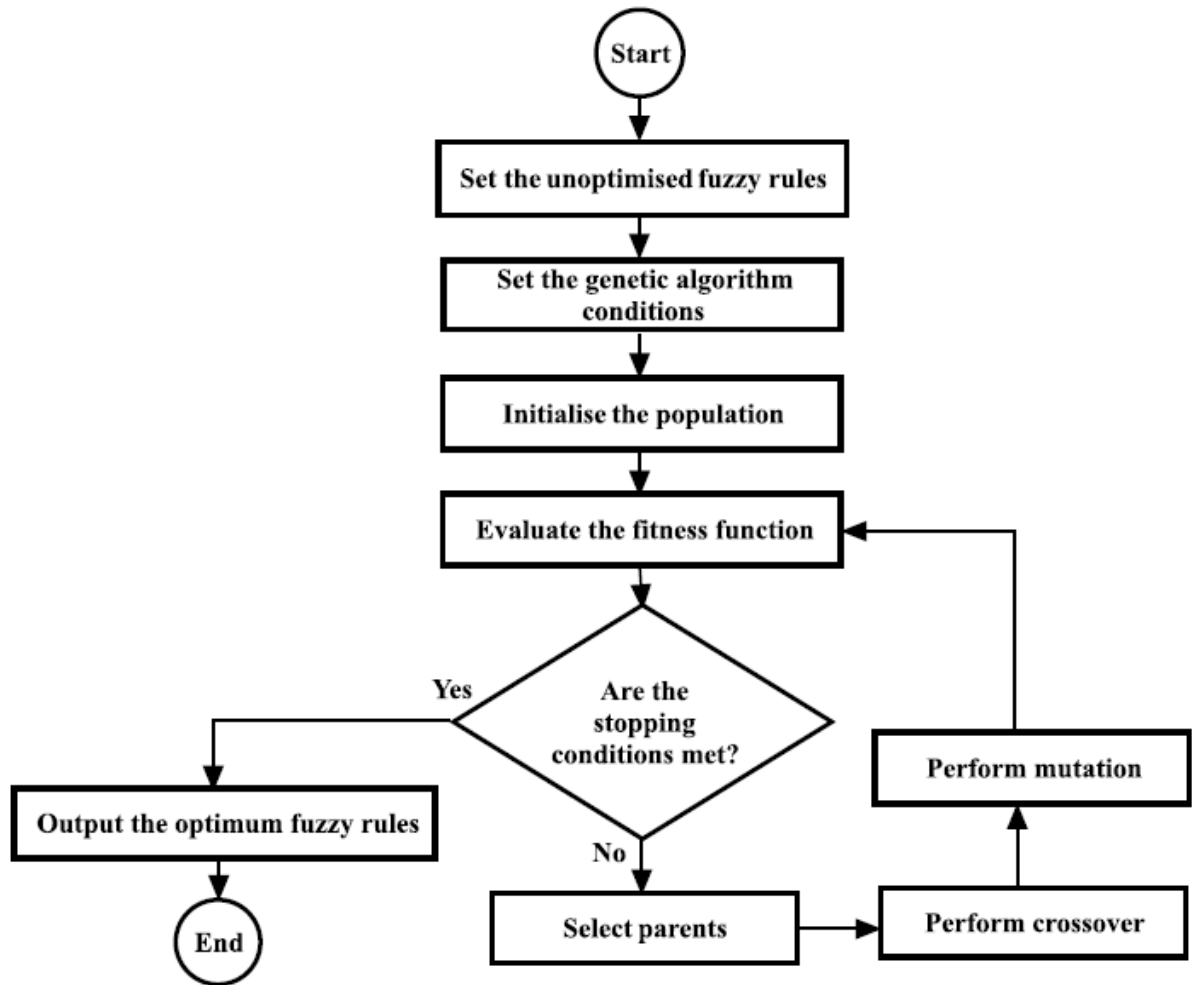 Start
Set the unoptimised fuzzy rules
Set the genetic algorithm
conditions
Initialise the population
Evaluate the fitness function
Yes
Are the
stopping
conditions met?
Perform mutation
Output the optimum fuzzy rules
No
Select parents
Perform crossover
End